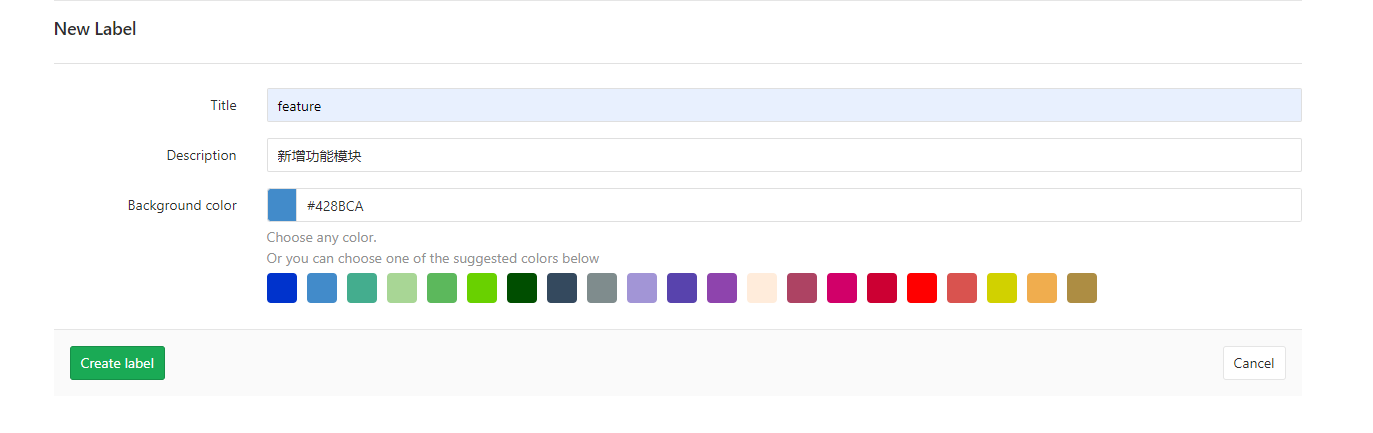 New Label
Title
feature
Description
新增功能模块
Background color
#428BCA
Choose any color.
Or you can choose one of the suggested colors below
Create label
Cancel